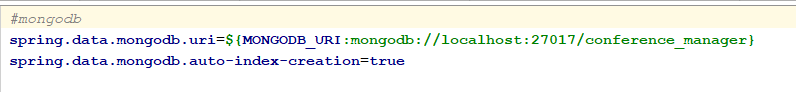 #mongodb
spring.data.mongodb.uri=${MONGODB_URI:mongodb://localhost:27017/conference_manager}
spring.data.mongodb.auto-index-creation=true